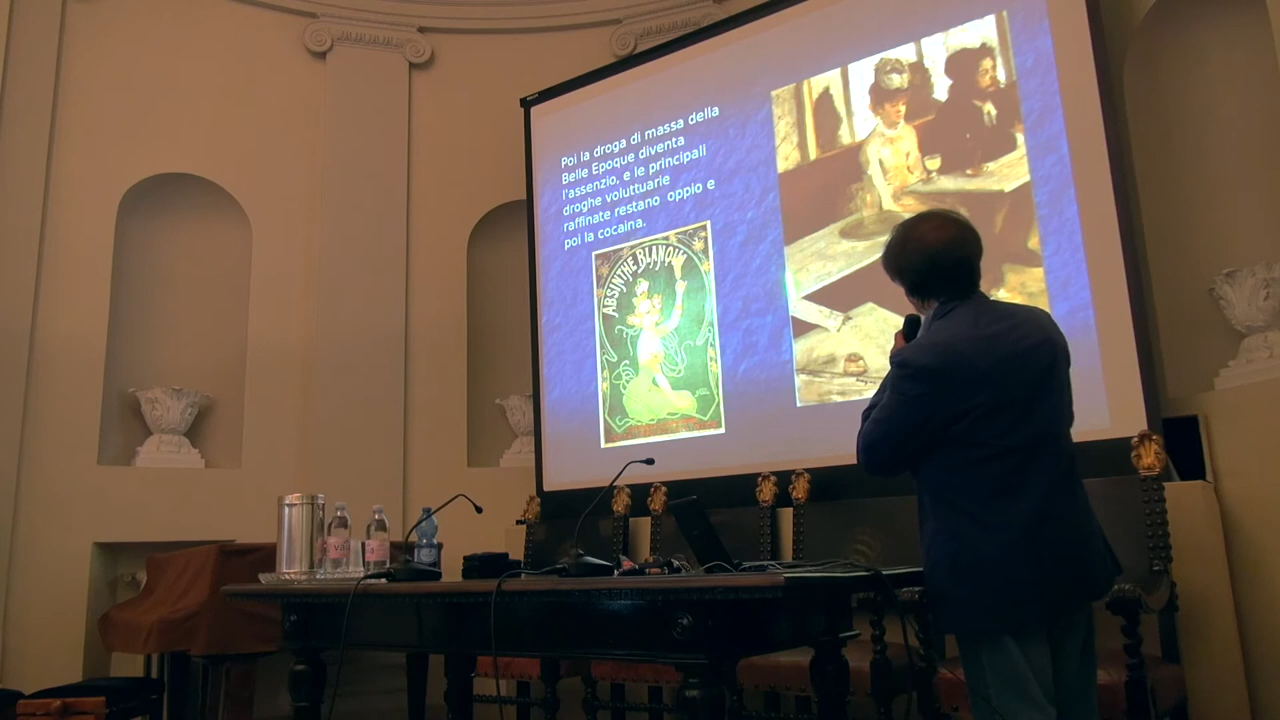 Poi la droga di massa della
Belle Epoque diventa
l'assenzio, e le principali
droghe voluttuarie
raffinate restano oppio e
poi la cocaina.
ABSINTHE BLANQUI